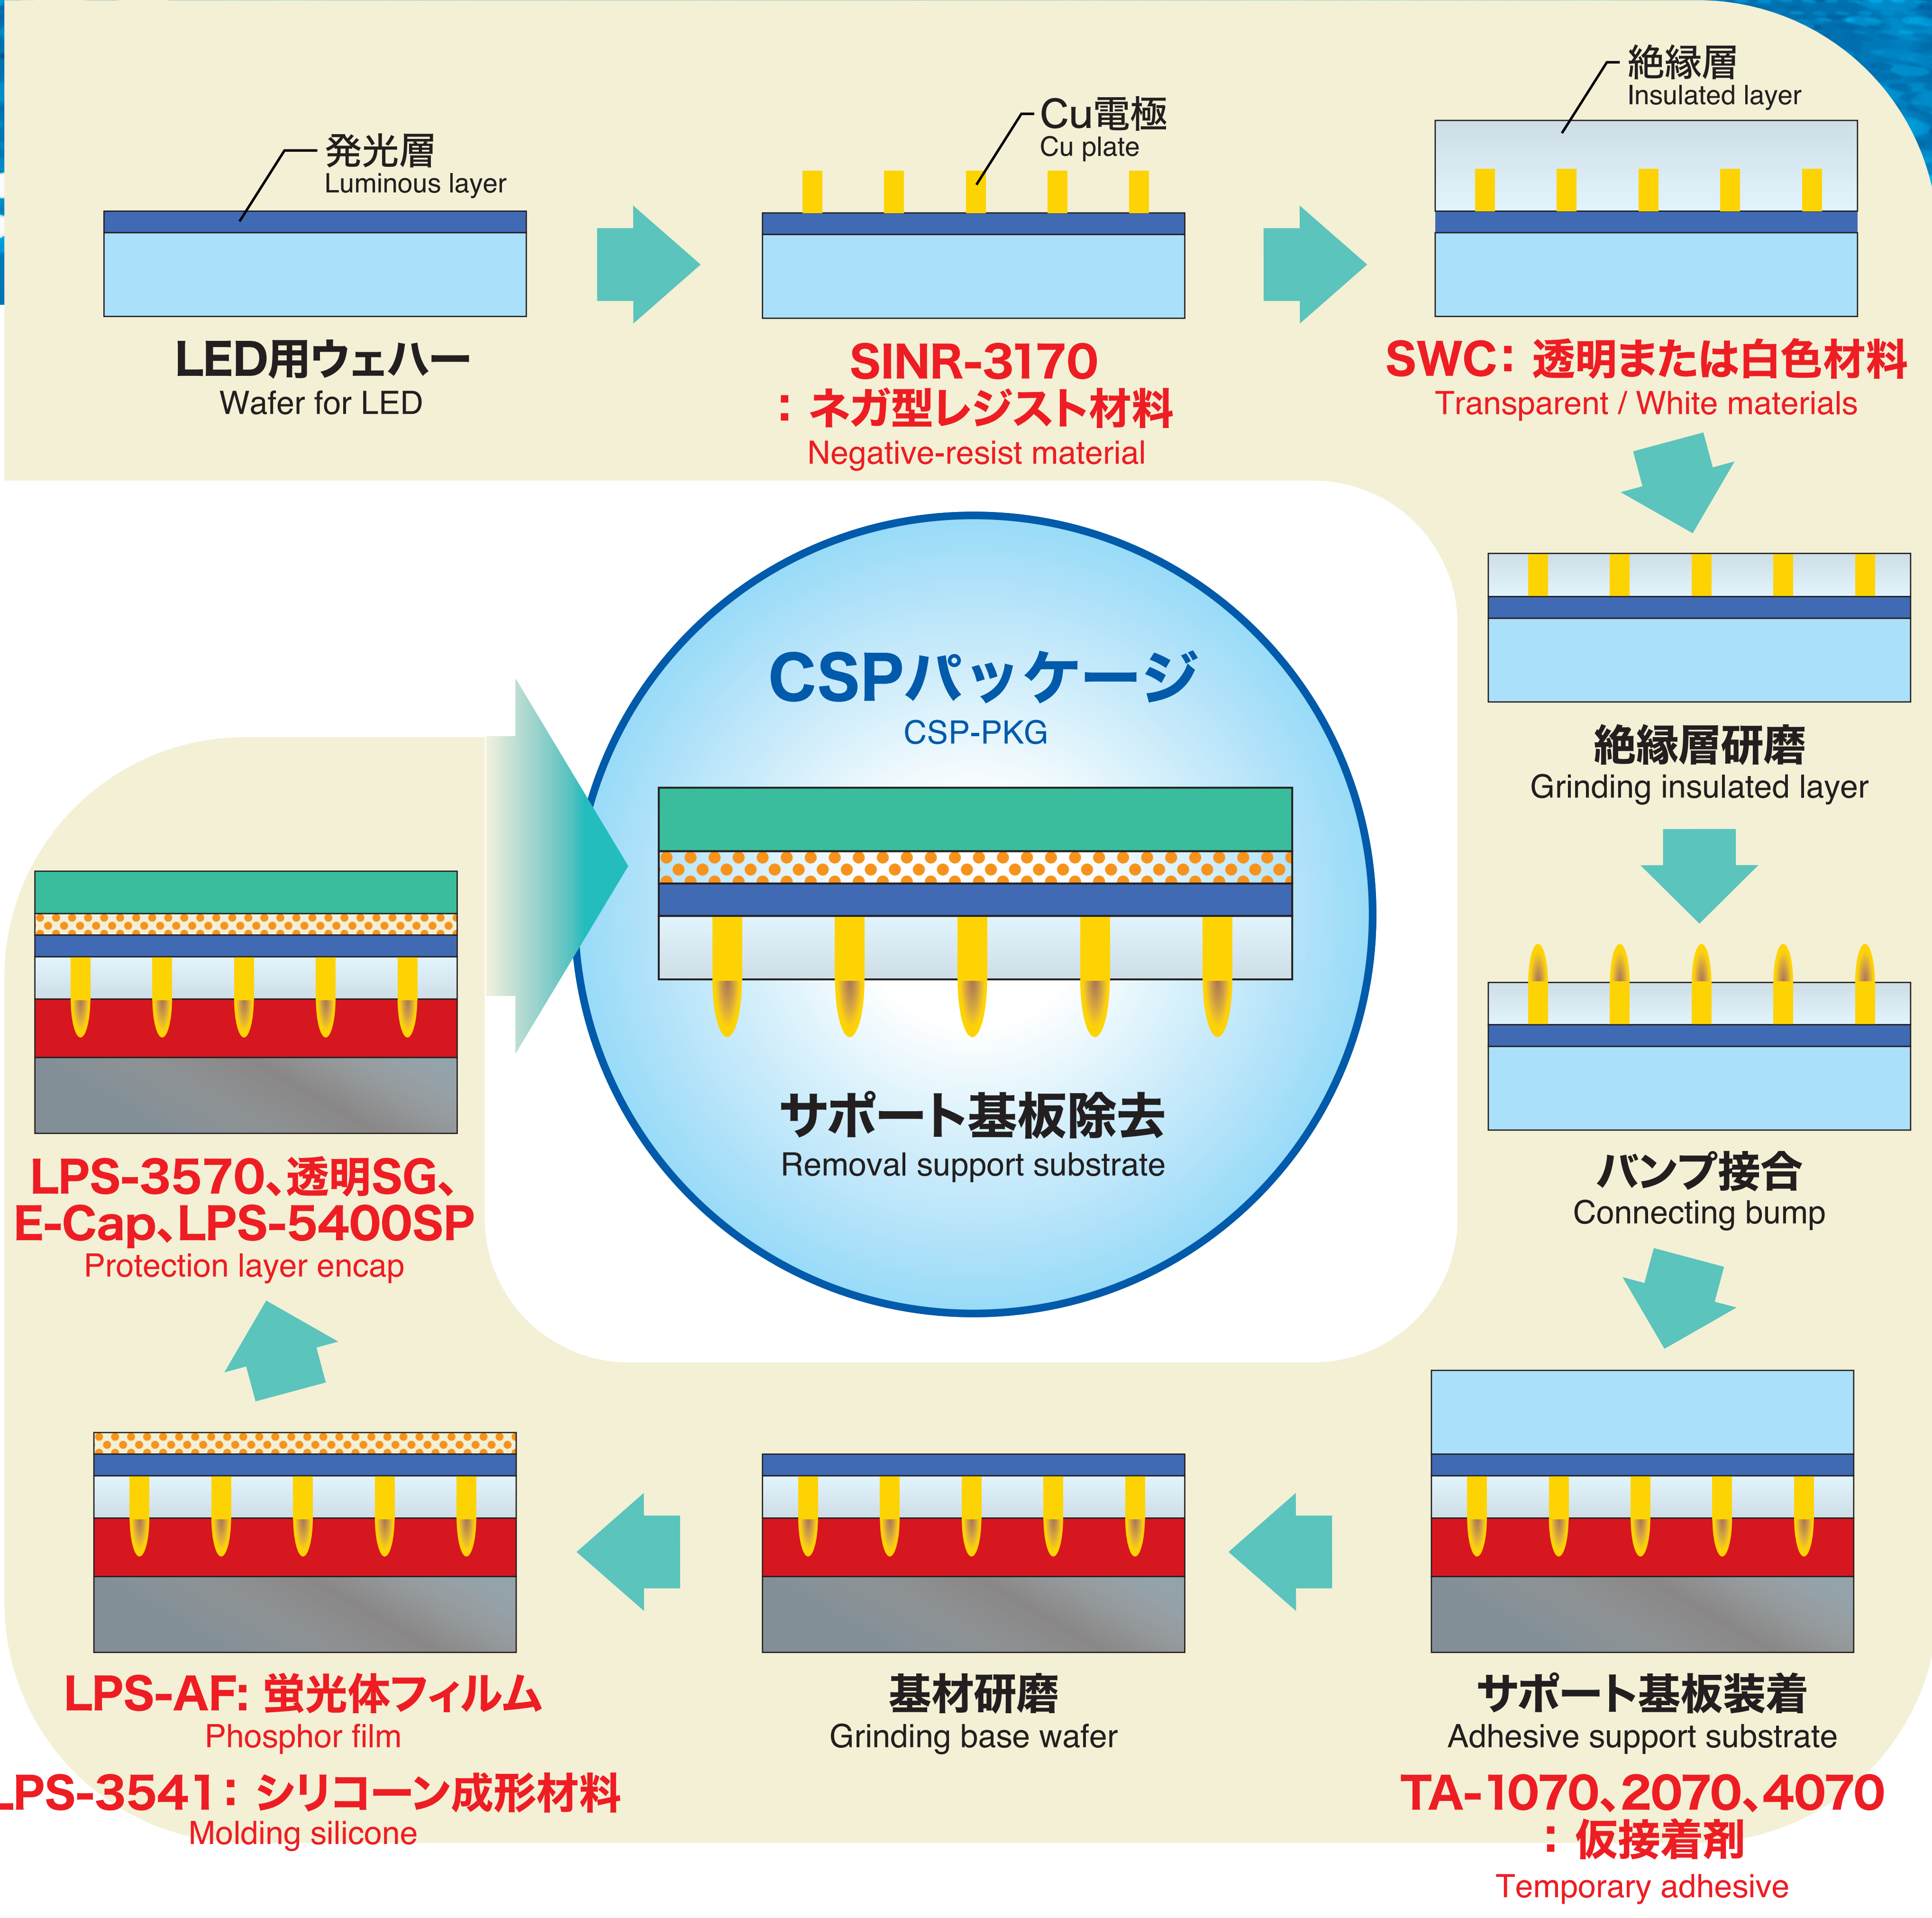 発光層
Luminous layer
LED用ウェハー
Wafer for LED
Cu電極
Cu plate
SINR-3170
：ネガ型レジスト材料
Negative-resist material
絶縁層
Insulated layer
SWC：透明または白色材料
Transparent / White materials
絶縁層研磨
Grinding insulated layer
バンプ接合
Connecting bump
サポート基板装着
Adhesive support substrate
TA-1070、2070、4070
：仮接着剤
Temporary adhesive
基材研磨
Grinding base wafer
LPS-AF：蛍光体フィルム
Phosphor film
LPS-3541：シリコーン成形材料
Molding silicone
LPS-3570、透明SG、
E-Cap、LPS-5400SP
Protection layer encap
CSPパッケージ
CSP-PKG
サポート基板除去
Removal support substrate